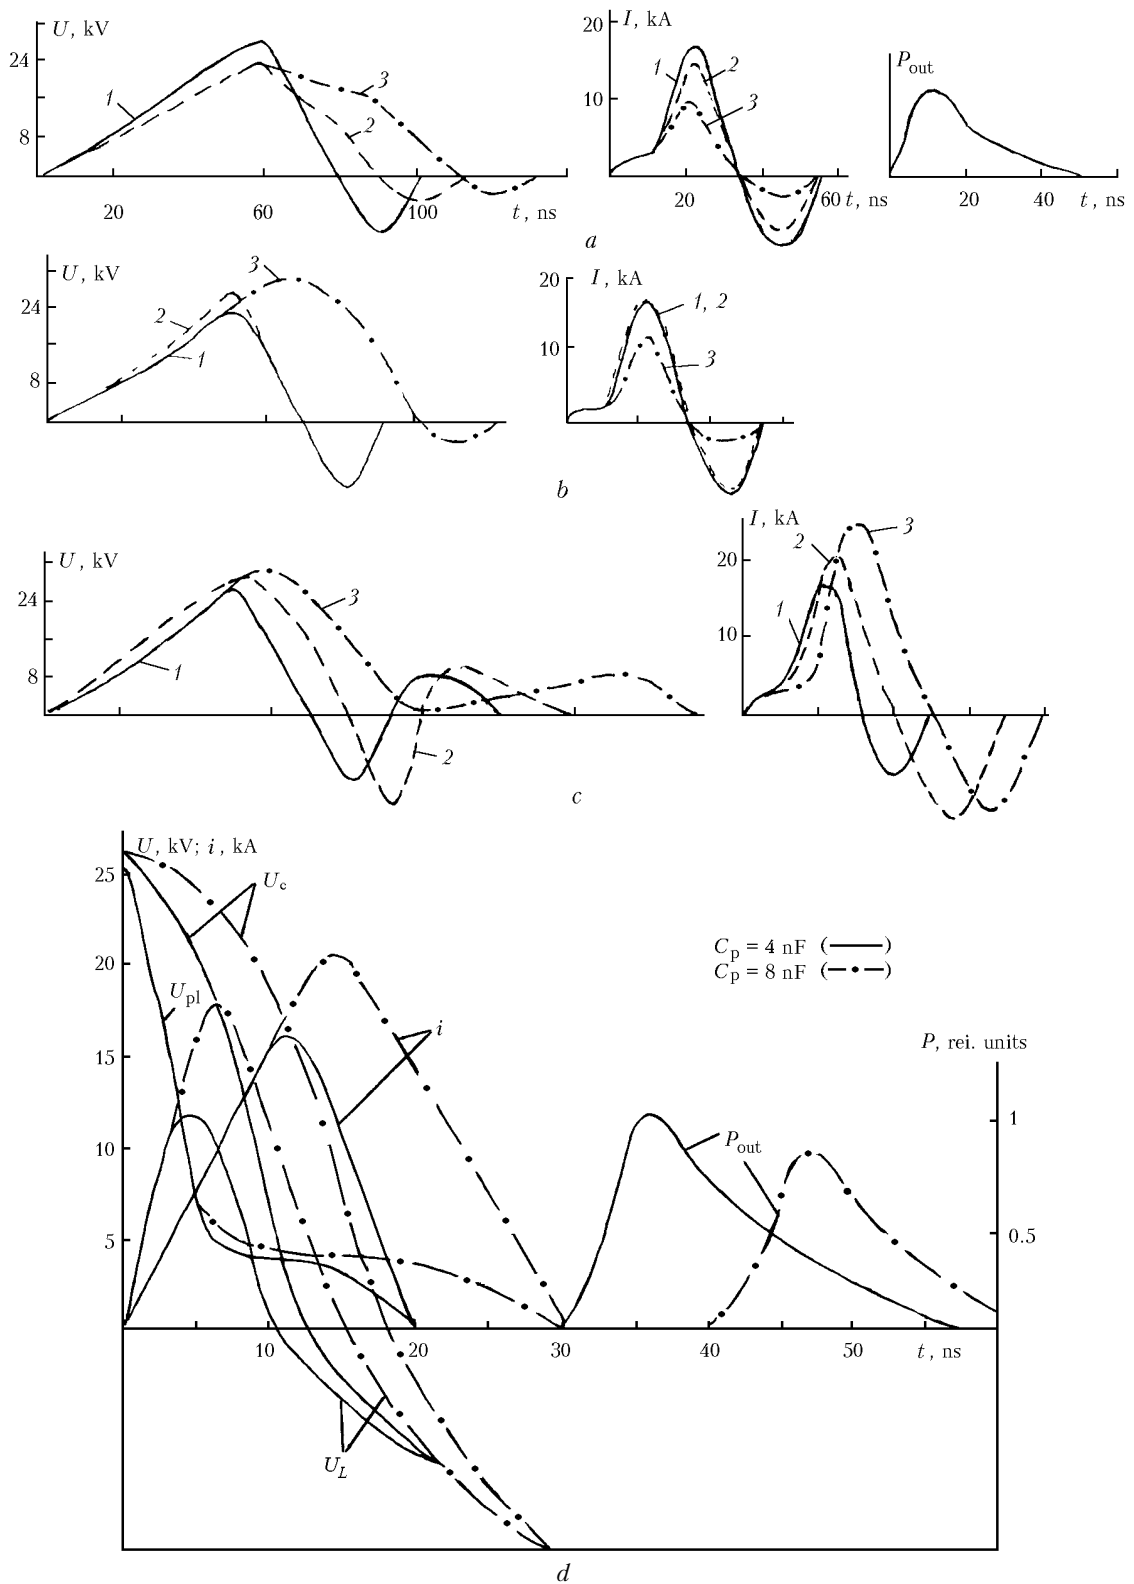 U, kV
24
8
1
2
3
20
60
100
t, ns
I, kA
20
10
1
2
3
20
60
t, ns
P_out
20
40
t, ns
a
U, kV
24
8
1
2
3
I, kA
20
10
1, 2
3
b
U, kV
24
8
1
2
3
I, kA
20
10
1
2
3
c
U, kV; i, kA
25
20
15
10
5
U_c
U_pl
i
C_p = 4 nF (——)
C_p = 8 nF (— • —)
P, rei. units
1
0.5
P_out
10
20
30
40
50
t, ns
U_L
d